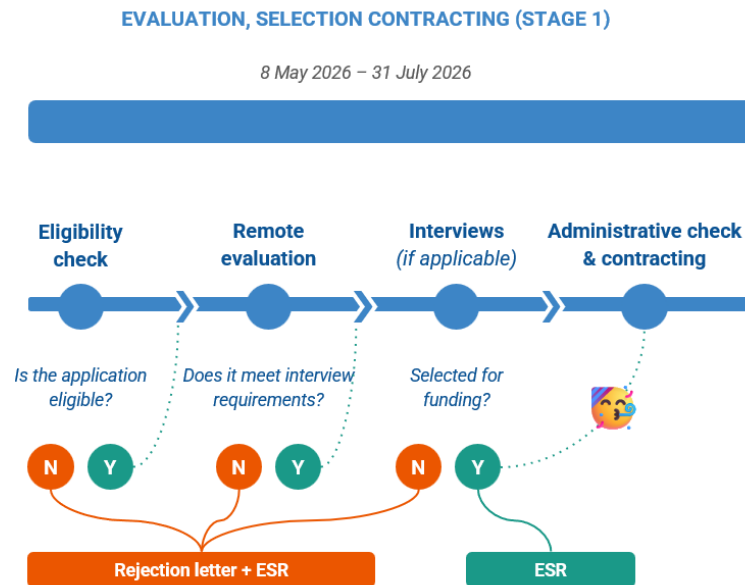 EVALUATION, SELECTION CONTRACTING (STAGE 1)
8 May 2026 – 31 July 2026
Eligibility
check
Remote
evaluation
Interviews
(if applicable)
Administrative check
& contracting
Is the application
eligible?
Does it meet interview
requirements?
Selected for
funding?
N
Y
N
Y
N
Y
Rejection letter + ESR
ESR